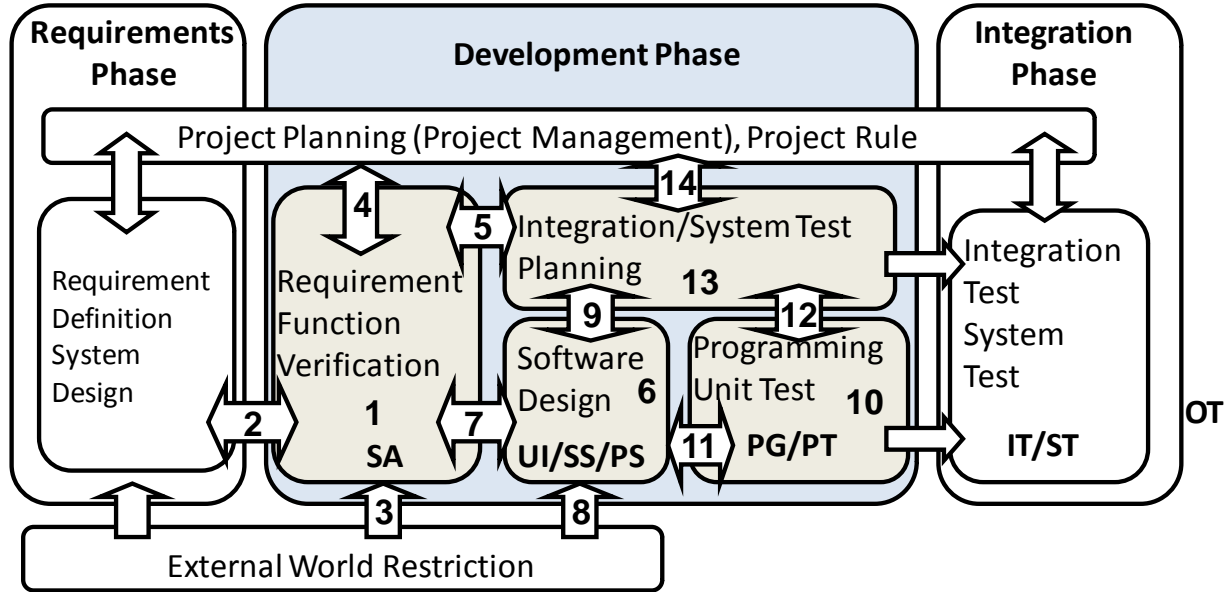 Requirements
Phase
Development Phase
Integration
Phase
Project Planning (Project Management), Project Rule
4
14
5
Integration/System Test
Planning
13
Requirement
Definition
System
Design
Requirement
Function
Verification
1
SA
2
7
9
12
Software
Design
6
UI/SS/PS
11
Programming
Unit Test
10
PG/PT
Integration
Test
System
Test
IT/ST
OT
3
8
External World Restriction